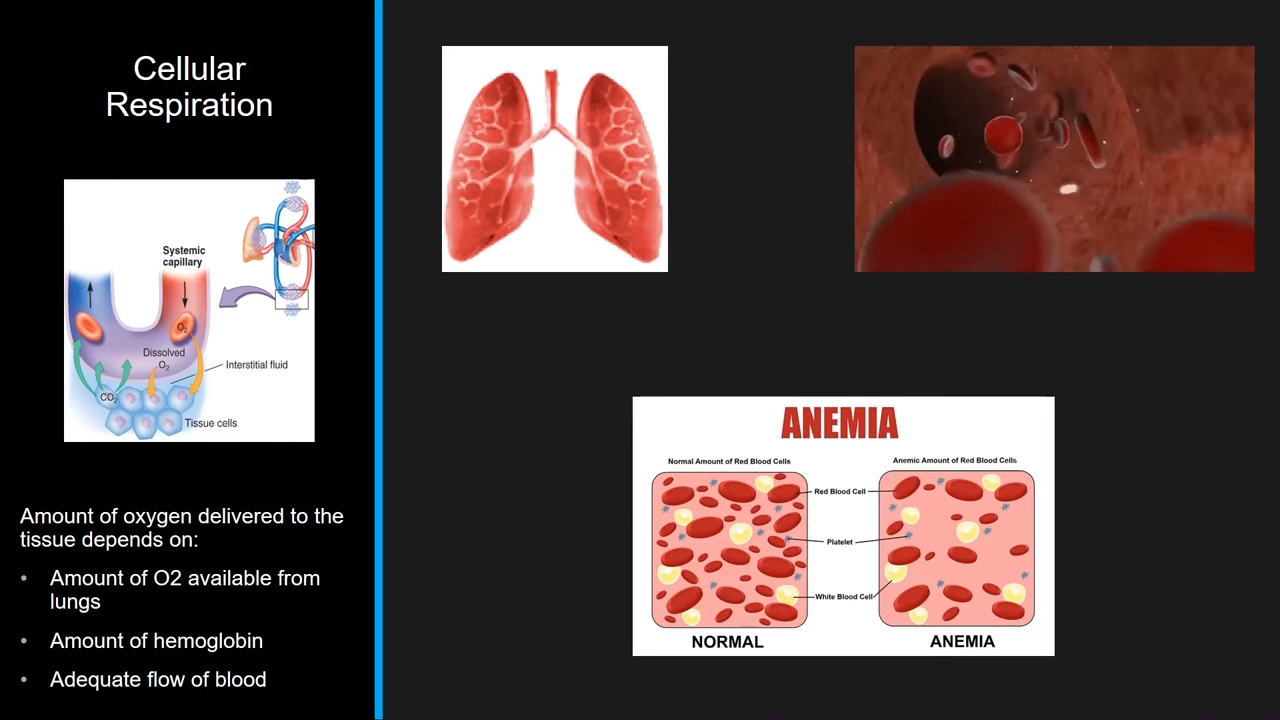 Cellular
Respiration
Systemic
capillary
O2
Dissolved
O2
Interstitial fluid
CO2
Tissue cells
Amount of oxygen delivered to the
tissue depends on:
• Amount of O2 available from
lungs
• Amount of hemoglobin
• Adequate flow of blood
ANEMIA
Normal Amount of Red Blood Cells
Anemic Amount of Red Blood Cells
Red Blood Cell
Platelet
White Blood Cell
NORMAL
ANEMIA